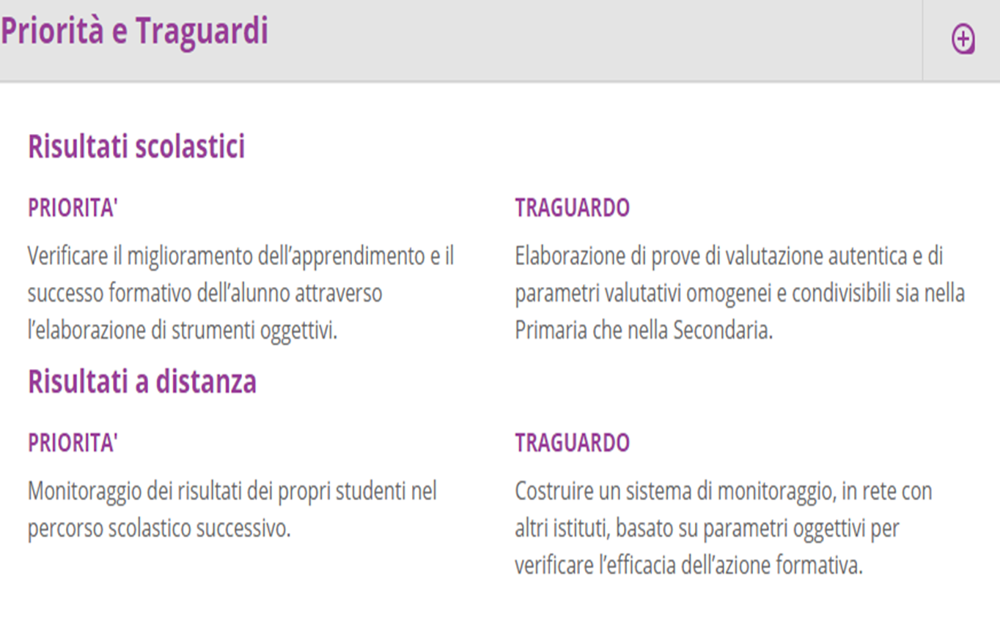 Priorità e Traguardi
Risultati scolastici
PRIORITA'
Verificare il miglioramento dell’apprendimento e il
successo formativo dell’alunno attraverso
l’elaborazione di strumenti oggettivi.
TRAGUARDO
Elaborazione di prove di valutazione autentica e di
parametri valutativi omogenei e condivisibili sia nella
Primaria che nella Secondaria.
Risultati a distanza
PRIORITA'
Monitoraggio dei risultati dei propri studenti nel
percorso scolastico successivo.
TRAGUARDO
Costruire un sistema di monitoraggio, in rete con
altri istituti, basato su parametri oggettivi per
verificare l’efficacia dell’azione formativa.